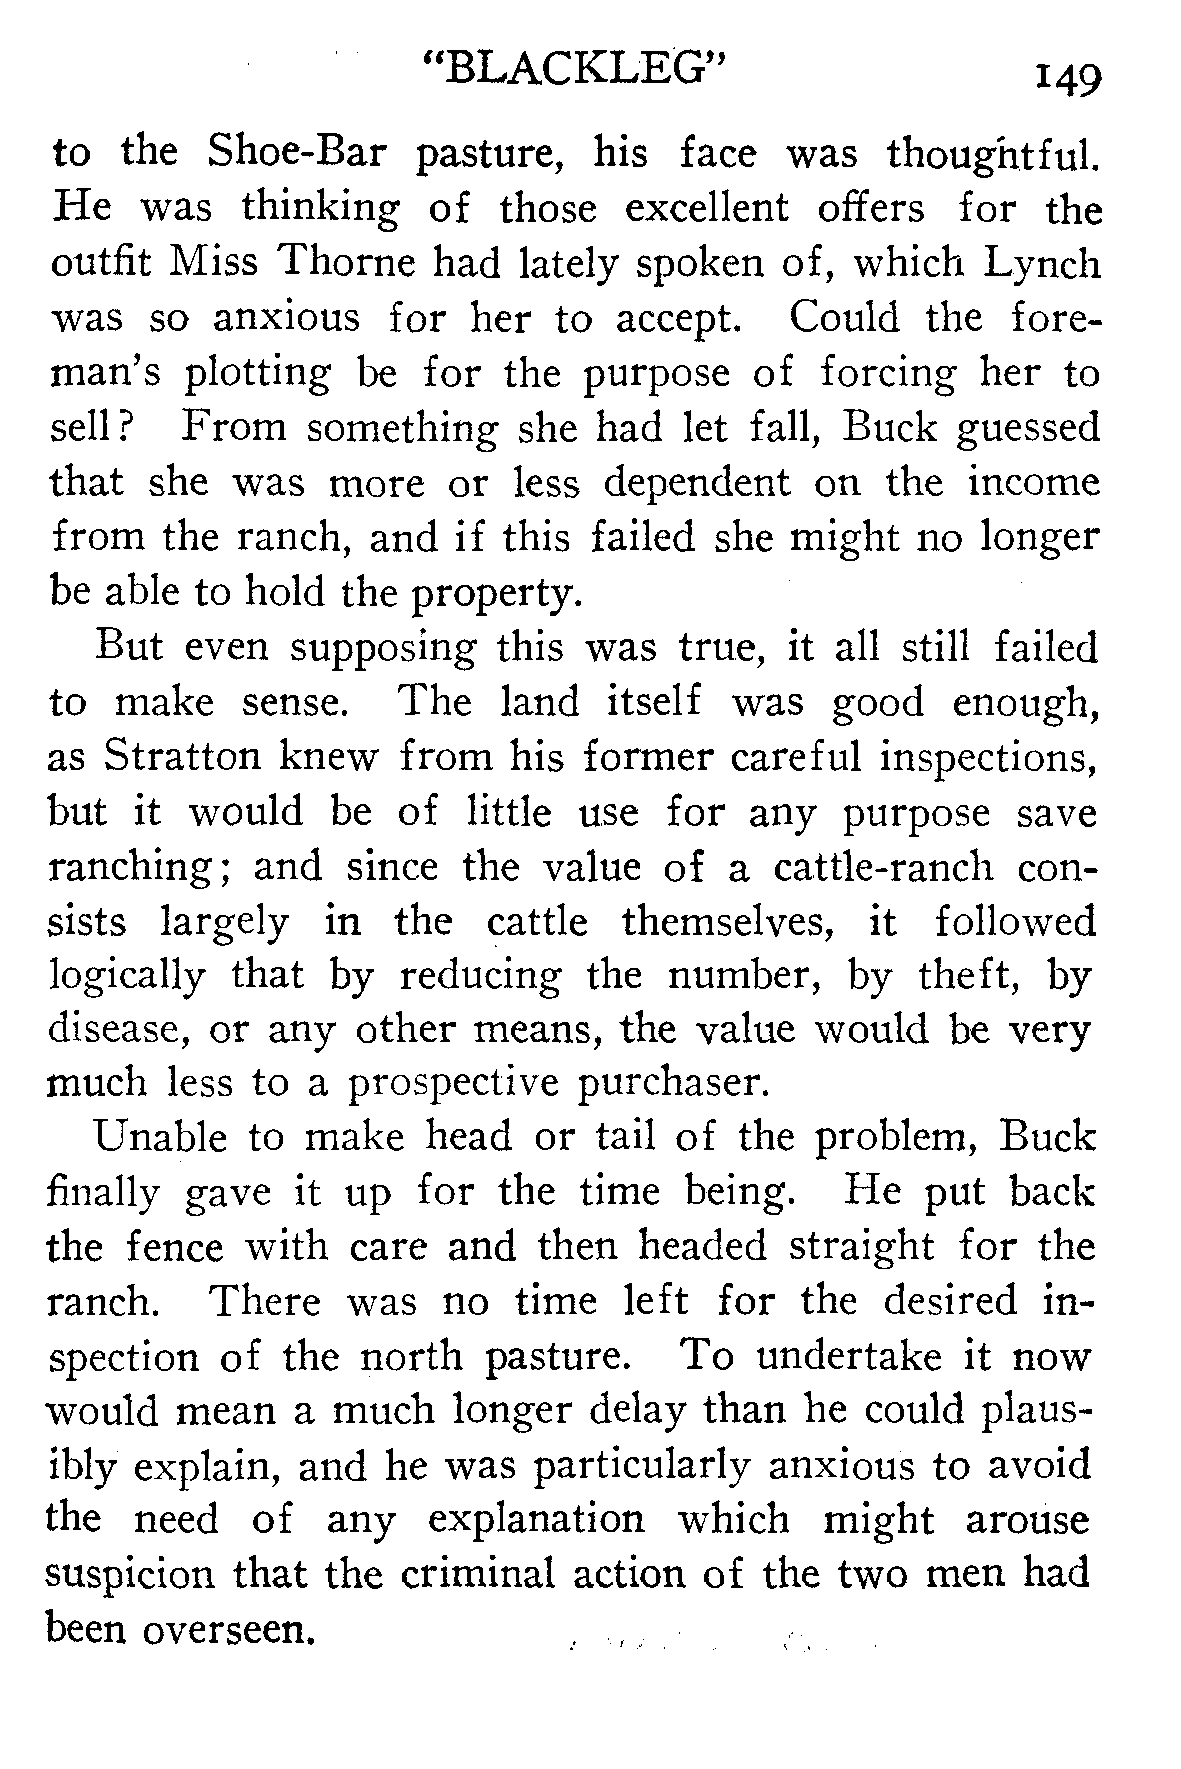 "BLACKLEG" 149
to the Shoe-Bar pasture, his face was thoughtful.
He was thinking of those excellent offers for the
outfit Miss Thorne had lately spoken of, which Lynch
was so anxious for her to accept. Could the fore-
man's plotting be for the purpose of forcing her to
sell? From something she had let fall, Buck guessed
that she was more or less dependent on the income
from the ranch, and if this failed she might no longer
be able to hold the property.
But even supposing this was true, it all still failed
to make sense. The land itself was good enough,
as Stratton knew from his former careful inspections,
but it would be of little use for any purpose save
ranching; and since the value of a cattle-ranch con-
sists largely in the cattle themselves, it followed
logically that by reducing the number, by theft, by
disease, or any other means, the value would be very
much less to a prospective purchaser.
Unable to make head or tail of the problem, Buck
finally gave it up for the time being. He put back
the fence with care and then headed straight for the
ranch. There was no time left for the desired in-
spection of the north pasture. To undertake it now
would mean a much longer delay than he could plaus-
ibly explain, and he was particularly anxious to avoid
the need of any explanation which might arouse
suspicion that the criminal action of the two men had
been overseen.